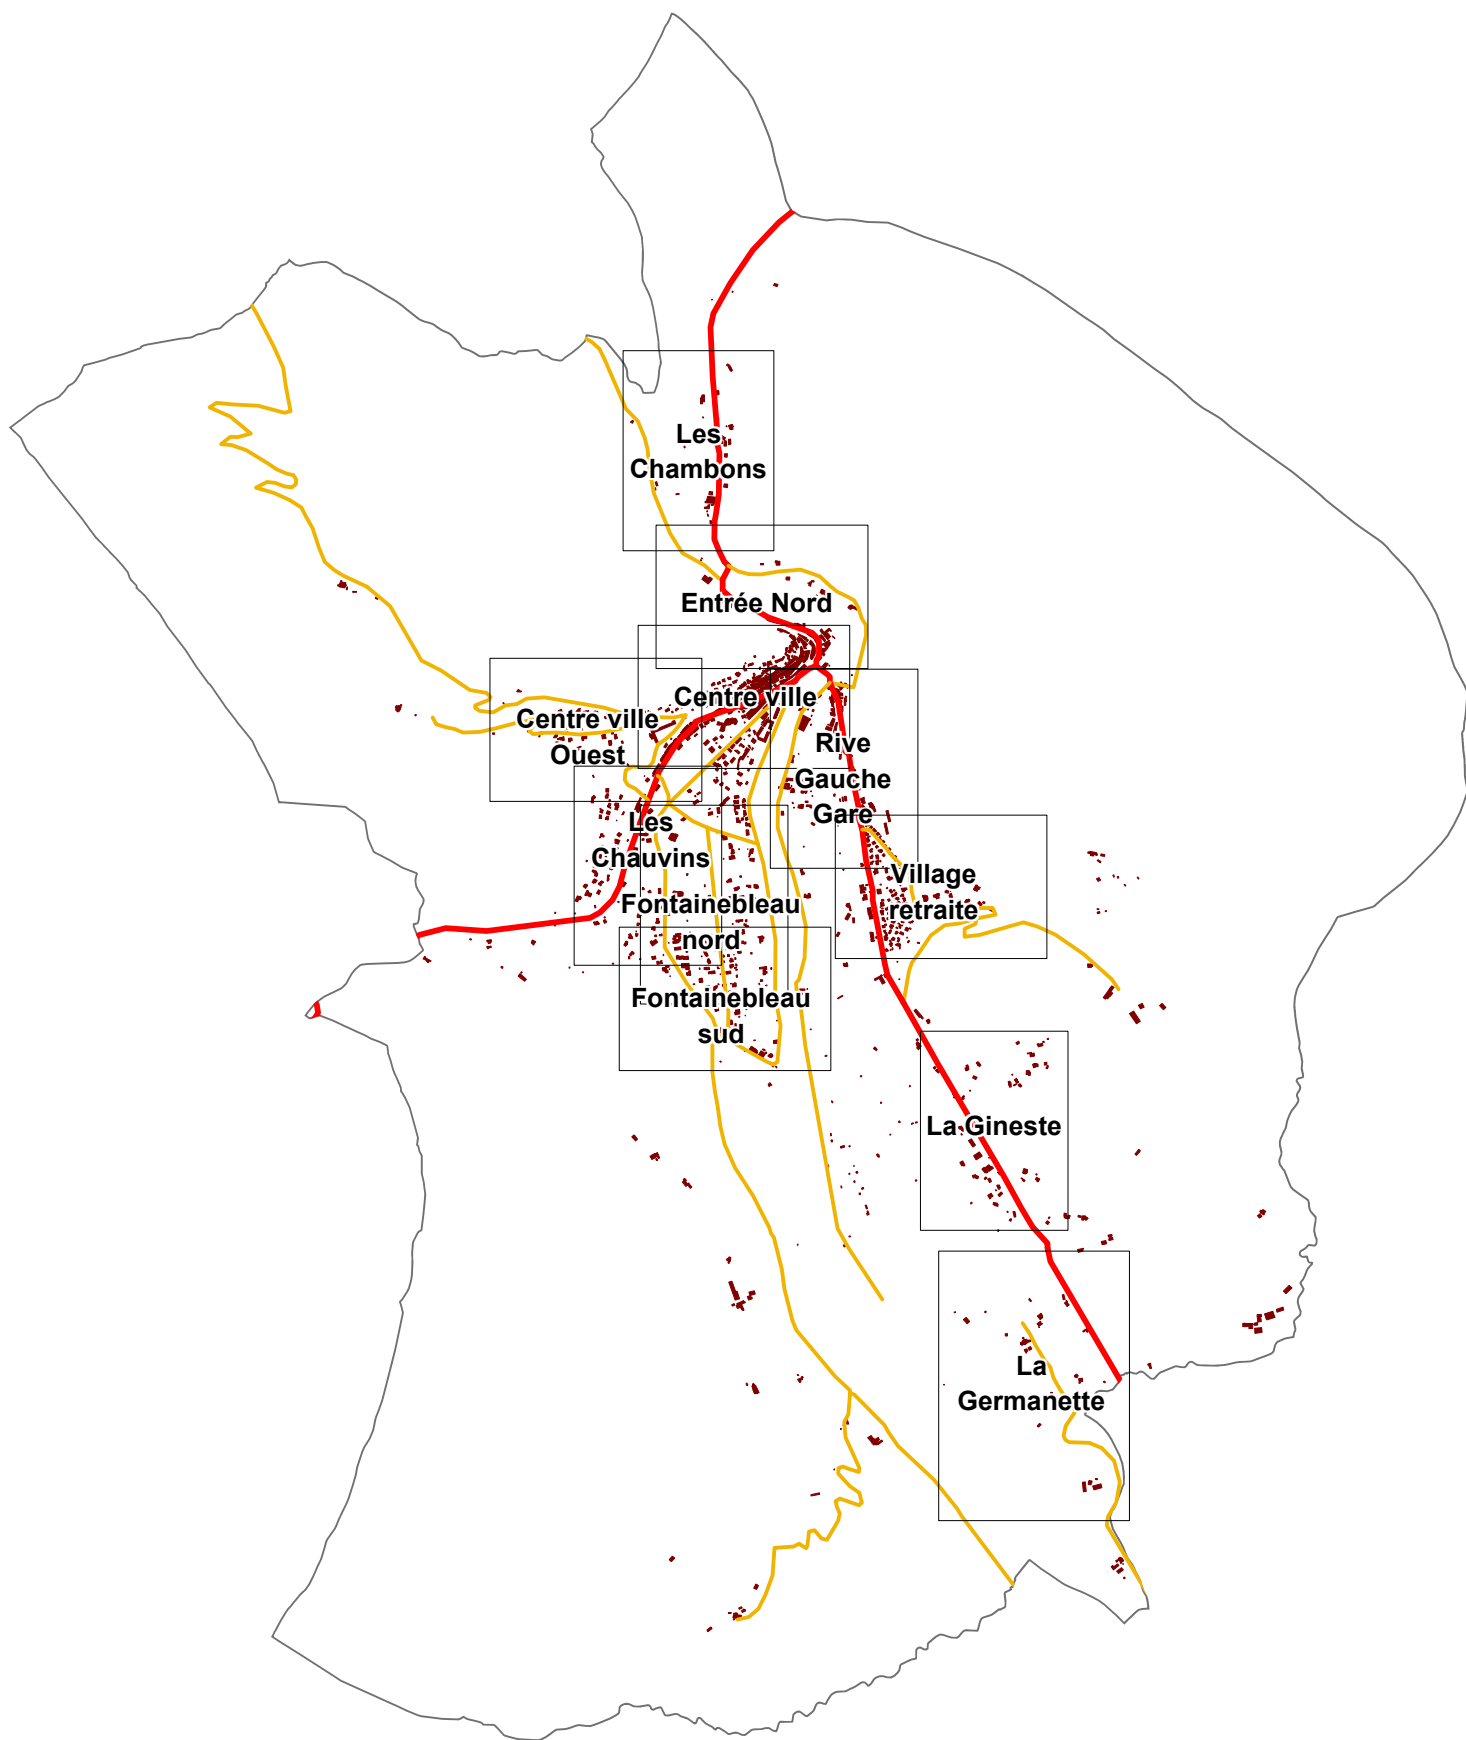 Les
Chambons
Entrée Nord
Centre ville
Centre ville
Ouest
Rive
Gauche
Gare
Les
Chauvins
Village
retraite
Fontainebleau
nord
Fontainebleau
sud
La Gineste
La
Germanette